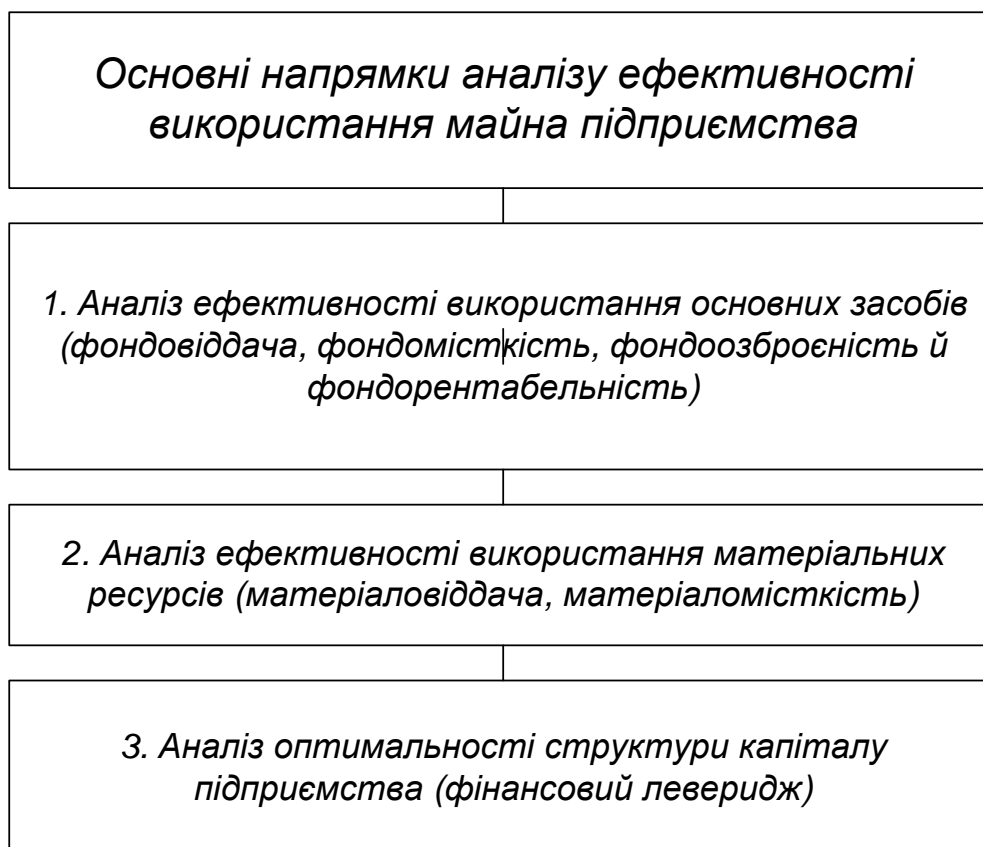 Основні напрямки аналізу ефективності
використання майна підприємства
1. Аналіз ефективності використання основних засобів
(фондовіддача, фондомісткість, фондоозброєність й
фондорентабельність)
2. Аналіз ефективності використання матеріальних
ресурсів (матеріаловіддача, матеріаломісткість)
3. Аналіз оптимальності структури капіталу
підприємства (фінансовий леверидж)